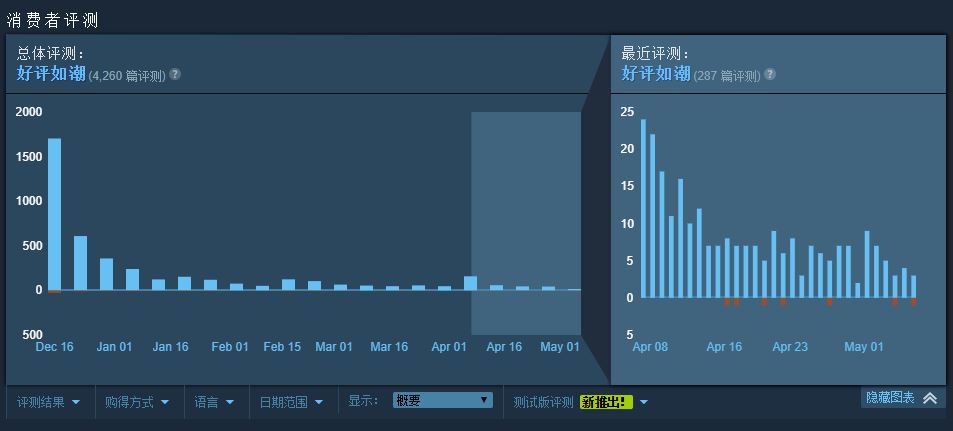 消费者评测
总体评测：
好评如潮 (4,260 篇评测) ?
2000
1500
1000
500
0
500
Dec 16 Jan 01 Jan 16 Feb 01 Feb 15 Mar 01 Mar 16 Apr 01 Apr 16 May 01
最近评测：
好评如潮 (287 篇评测) ?
25
20
15
10
5
0
5
Apr 08 Apr 16 Apr 23 May 01
评测结果 购得方式 语言 日期范围 显示： 概要 测试版评测 新推出！ 隐藏图表